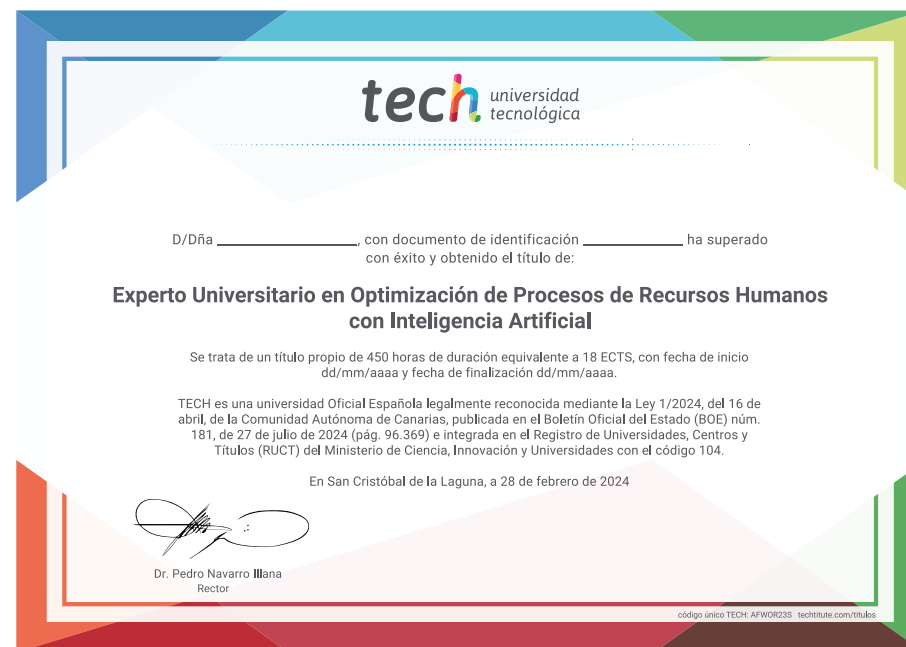 tech universidad
tecnológica
D/Dña ____________________, con documento de identificación ______________ ha superado
con éxito y obtenido el título de:
Experto Universitario en Optimización de Procesos de Recursos Humanos
con Inteligencia Artificial
Se trata de un título propio de 450 horas de duración equivalente a 18 ECTS, con fecha de inicio
dd/mm/aaaa y fecha de finalización dd/mm/aaaa.
TECH es una universidad Oficial Española legalmente reconocida mediante la Ley 1/2024, del 16 de
abril, de la Comunidad Autónoma de Canarias, publicada en el Boletín Oficial del Estado (BOE) núm.
181, de 27 de julio de 2024 (pág. 96.369) e integrada en el Registro de Universidades, Centros y
Títulos (RUCT) del Ministerio de Ciencia, Innovación y Universidades con el código 104.
En San Cristóbal de la Laguna, a 28 de febrero de 2024
Dr. Pedro Navarro Illana
Rector
código único TECH: AFWOR23S techtitute.com/titulos